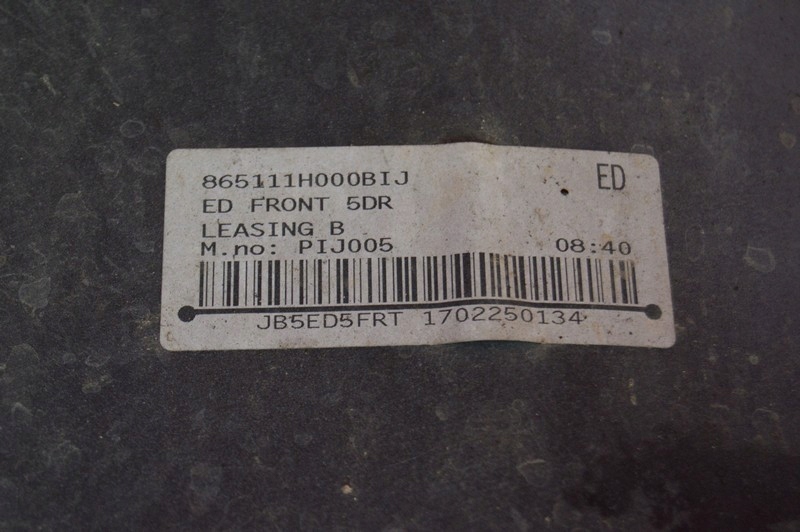 865111H000BIJ ED
ED FRONT 5DR
LEASING B
M.no: PIJ005 08:40
JB5ED5FRT 1702250134